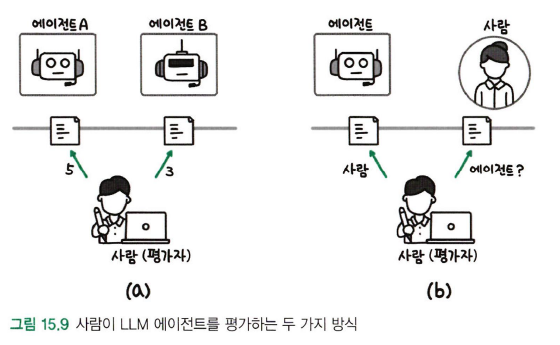 에이전트 A
에이전트 B
5
3
사람 (평가자)
(a)
에이전트
사람
사람
에이전트?
사람 (평가자)
(b)
그림 15.9 사람이 LLM 에이전트를 평가하는 두 가지 방식